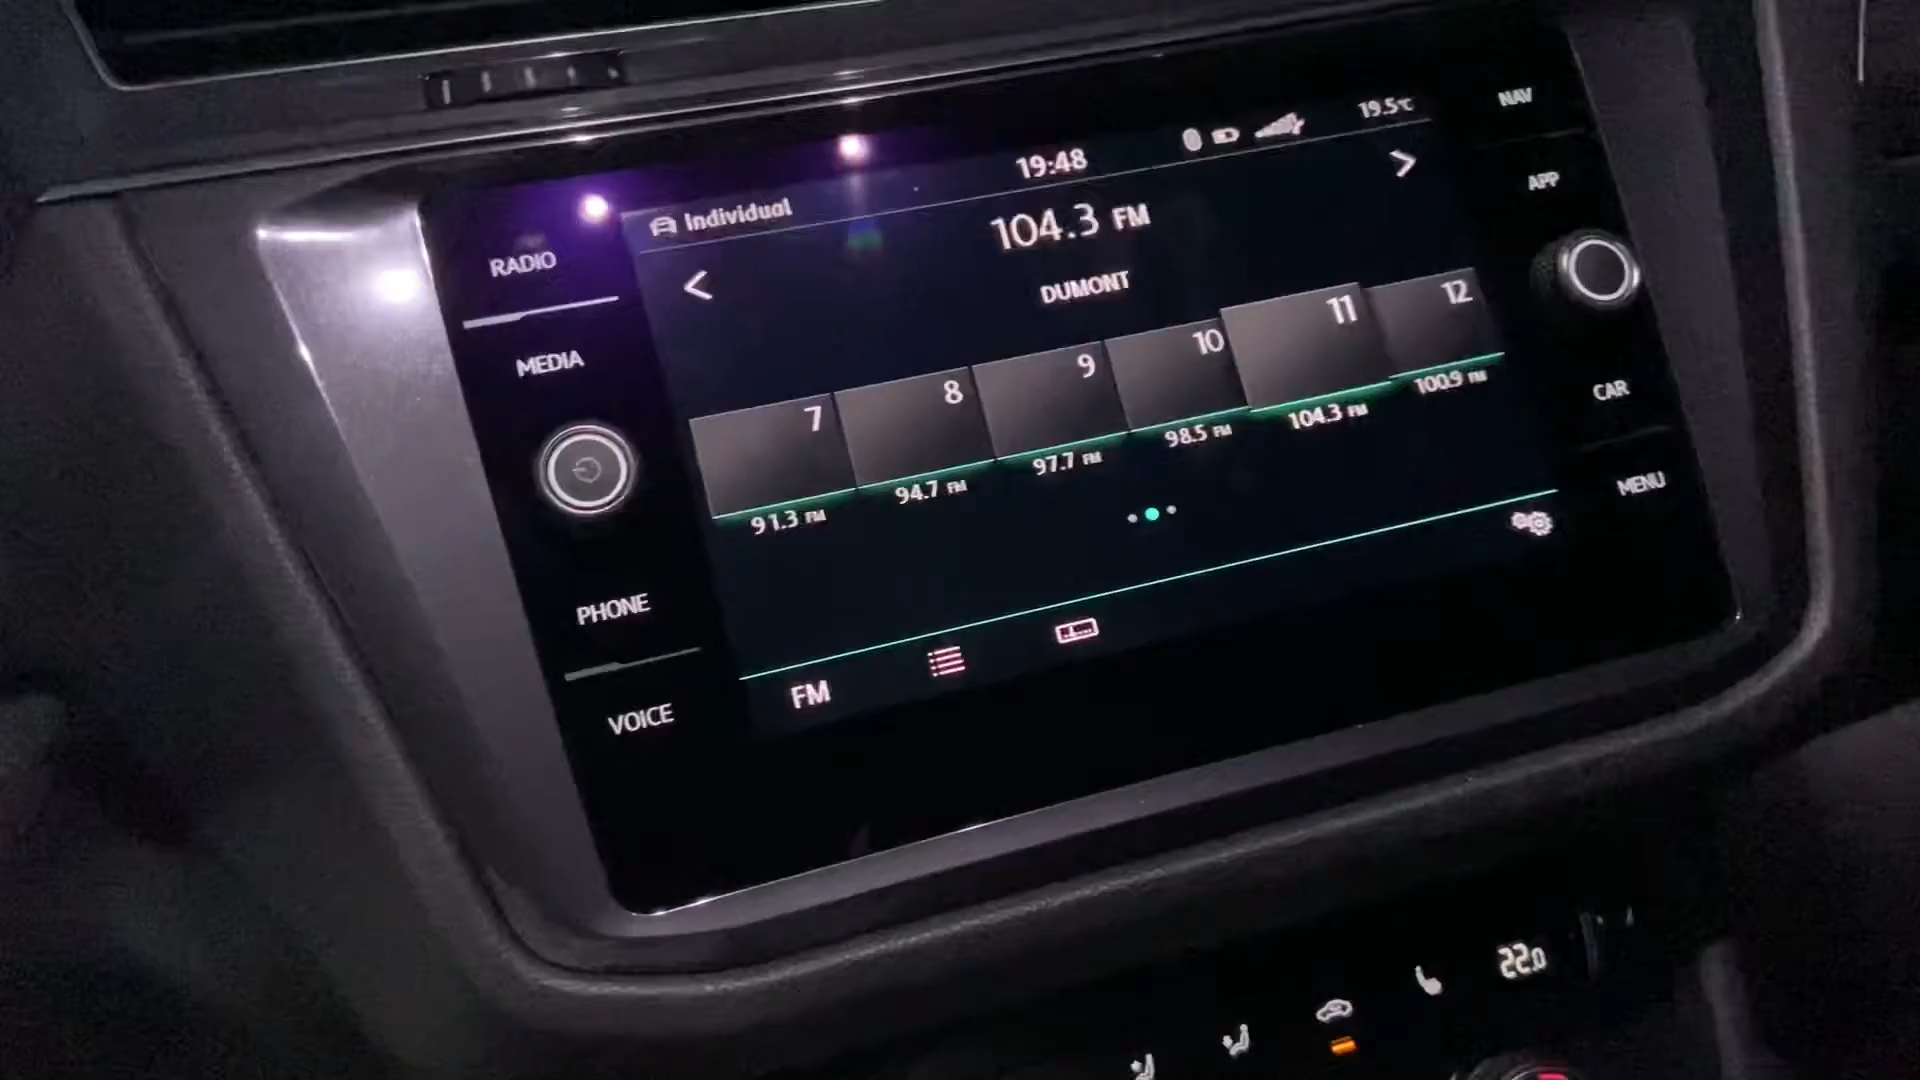 19:48
19.5°C
Individual
104.3 FM
DUMONT
7
8
9
10
11
12
91.3 FM
94.7 FM
97.7 FM
98.5 FM
104.3 FM
100.9 FM
FM
RADIO
MEDIA
PHONE
VOICE
NAV
APP
CAR
MENU
22.0